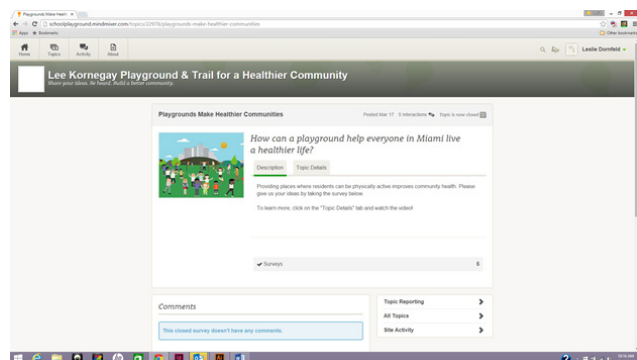 Playgrounds Make Healt
schoolplayground.mindmixer.com/topics/22976/playgrounds-make-healthier-communities
Apps Bookmarks Other bookmarks
Home Topics Activity About Leslie Dornfeld
Lee Kornegay Playground & Trail for a Healthier Community
Share your ideas. Be heard. Build a better community.
Playgrounds Make Healthier Communities Posted Mar 17 5 Interactions Topic is now closed
How can a playground help everyone in Miami live
a healthier life?
Description Topic Details
Providing places where residents can be physically active improves community health. Please
give us your ideas by taking the survey below.
To learn more, click on the "Topic Details" tab and watch the video!
Surveys 6
Comments
This closed survey doesn't have any comments.
Topic Reporting
All Topics
Site Activity